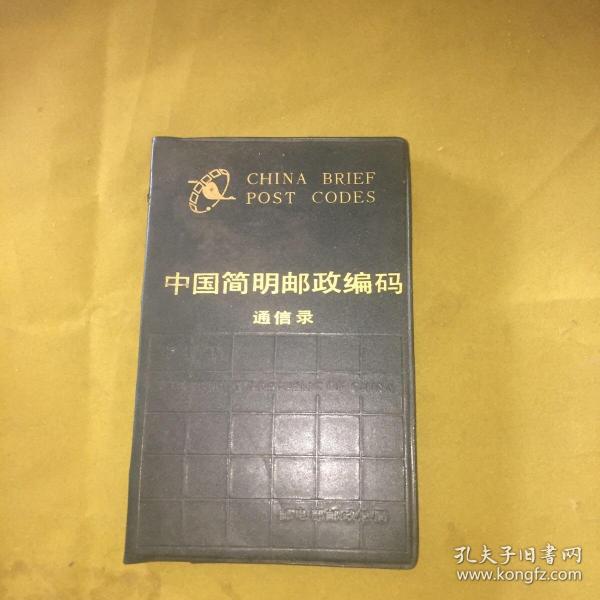 CHINA BRIEF
POST CODES
中国简明邮政编码
通信录
孔夫子旧書网
www.kongfz.com